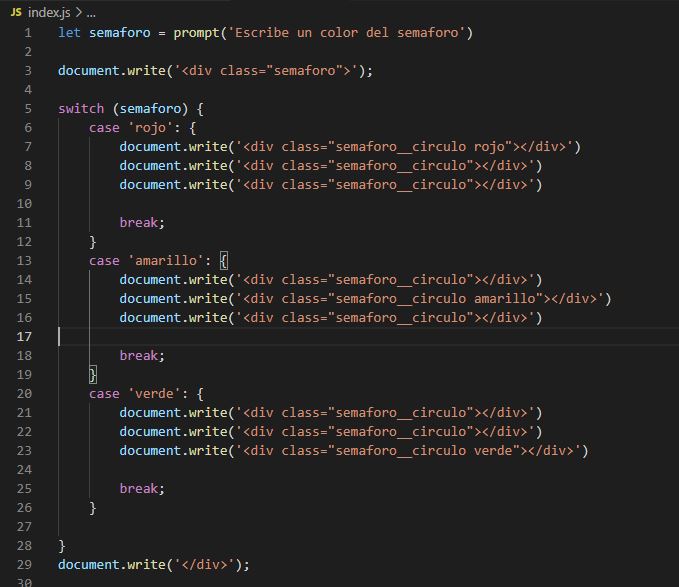 JS index.js > ...
1 let semaforo = prompt('Escribe un color del semaforo')
2
3 document.write('<div class="semaforo">');
4
5 switch (semaforo) {
6 case 'rojo': {
7 document.write('<div class="semaforo__circulo rojo"></div>')
8 document.write('<div class="semaforo__circulo"></div>')
9 document.write('<div class="semaforo__circulo"></div>')
10
11 break;
12 }
13 case 'amarillo': {
14 document.write('<div class="semaforo__circulo"></div>')
15 document.write('<div class="semaforo__circulo amarillo"></div>')
16 document.write('<div class="semaforo__circulo"></div>')
17
18 break;
19 }
20 case 'verde': {
21 document.write('<div class="semaforo__circulo"></div>')
22 document.write('<div class="semaforo__circulo"></div>')
23 document.write('<div class="semaforo__circulo verde"></div>')
24
25 break;
26 }
27
28 }
29 document.write('</div>');
30